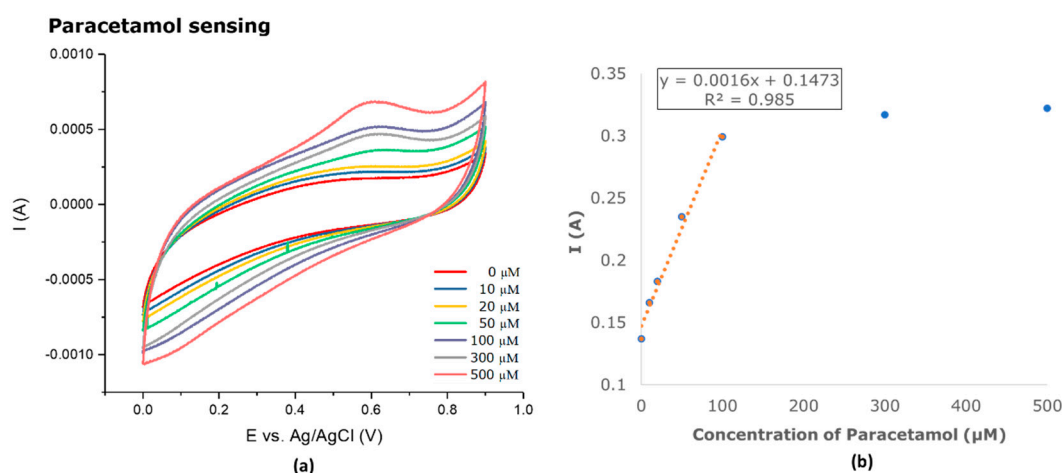 Paracetamol sensing
0.0010
0.0005
0.0000
-0.0005
-0.0010
I (A)
0.0
0.2
0.4
0.6
0.8
1.0
E vs. Ag/AgCl (V)
0 µM
10 µM
20 µM
50 µM
100 µM
300 µM
500 µM
(a)
0.35
0.3
0.25
0.2
0.15
0.1
I (A)
y = 0.0016x + 0.1473
R² = 0.985
0
100
200
300
400
500
Concentration of Paracetamol (µM)
(b)